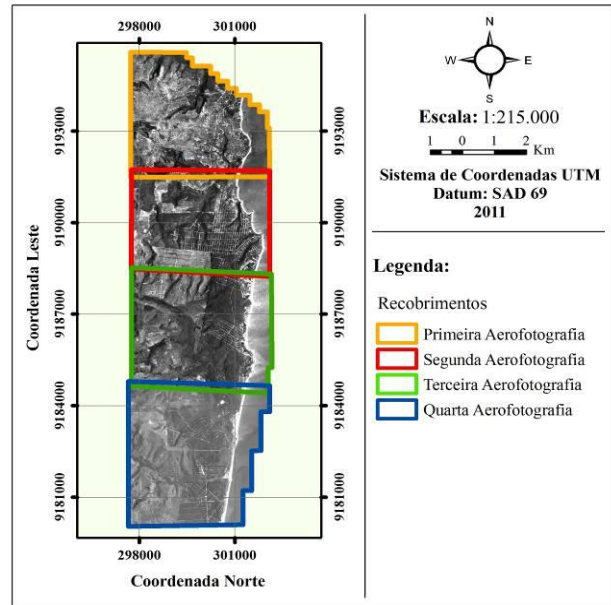 298000 301000
9193000
9190000
9187000
9184000
9181000
Coordenada Leste
9193000
9190000
9187000
9184000
9181000
298000 301000
Coordenada Norte
N
W E
S
Escala: 1:215.000
1 0 1 2
Km
Sistema de Coordenadas UTM
Datum: SAD 69
2011
Legenda:
Recobrimentos
Primeira Aerofotografia
Segunda Aerofotografia
Terceira Aerofotografia
Quarta Aerofotografia